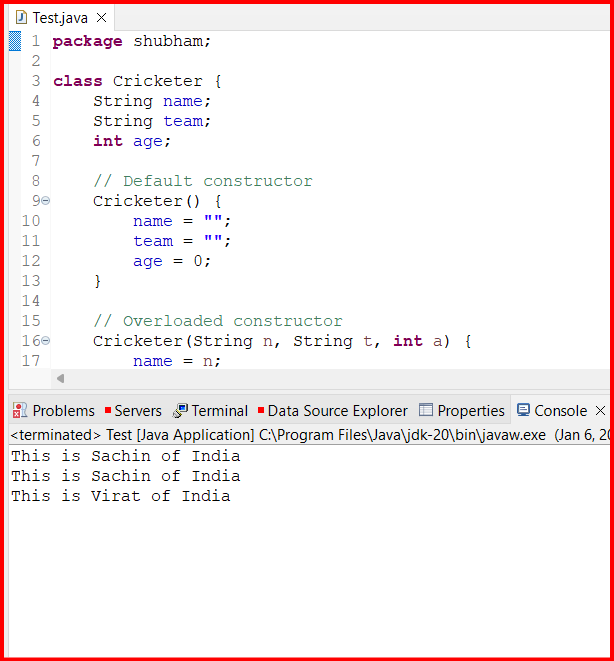 Test.java
1 package shubham;
2
3 class Cricketer {
4     String name;
5     String team;
6     int age;
7
8     // Default constructor
9     Cricketer() {
10         name = "";
11         team = "";
12         age = 0;
13     }
14
15     // Overloaded constructor
16     Cricketer(String n, String t, int a) {
17         name = n;
Problems Servers Terminal Data Source Explorer Properties Console
<terminated> Test [Java Application] C:\Program Files\Java\jdk-20\bin\javaw.exe (Jan 6, 20
This is Sachin of India
This is Sachin of India
This is Virat of India